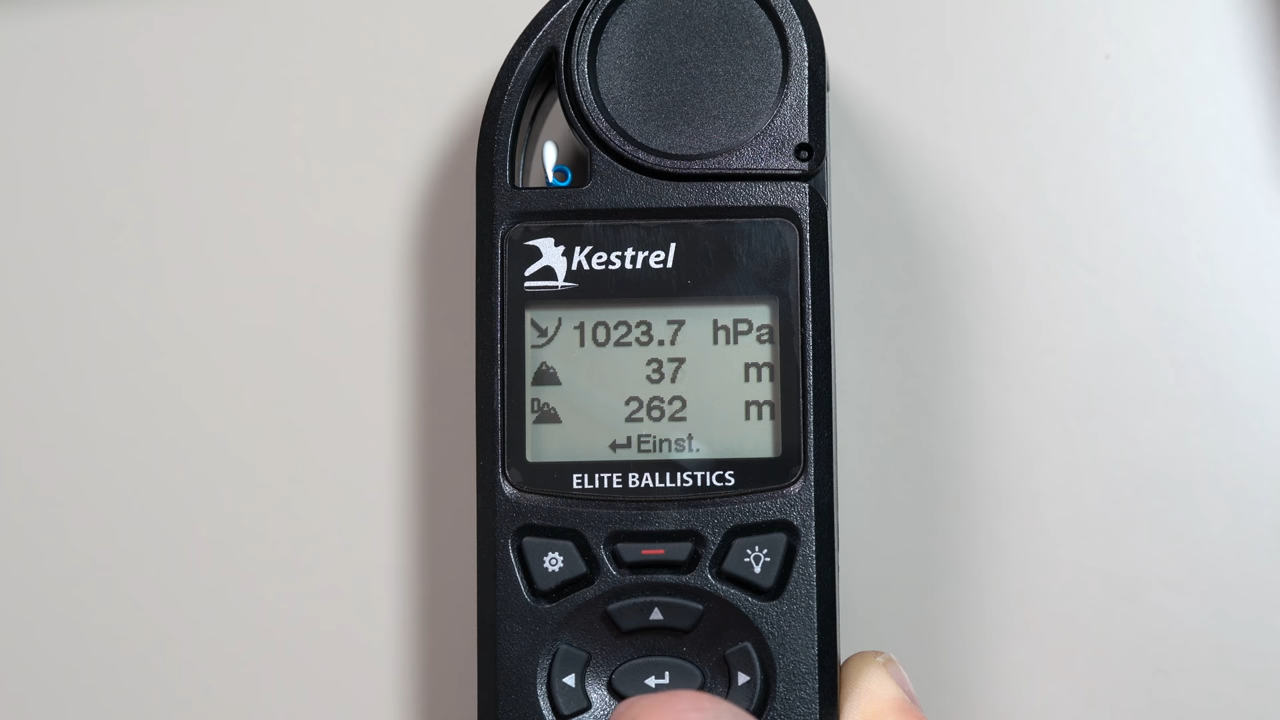 Kestrel
1023.7 hPa
37 m
D 262 m
Einst.
ELITE BALLISTICS